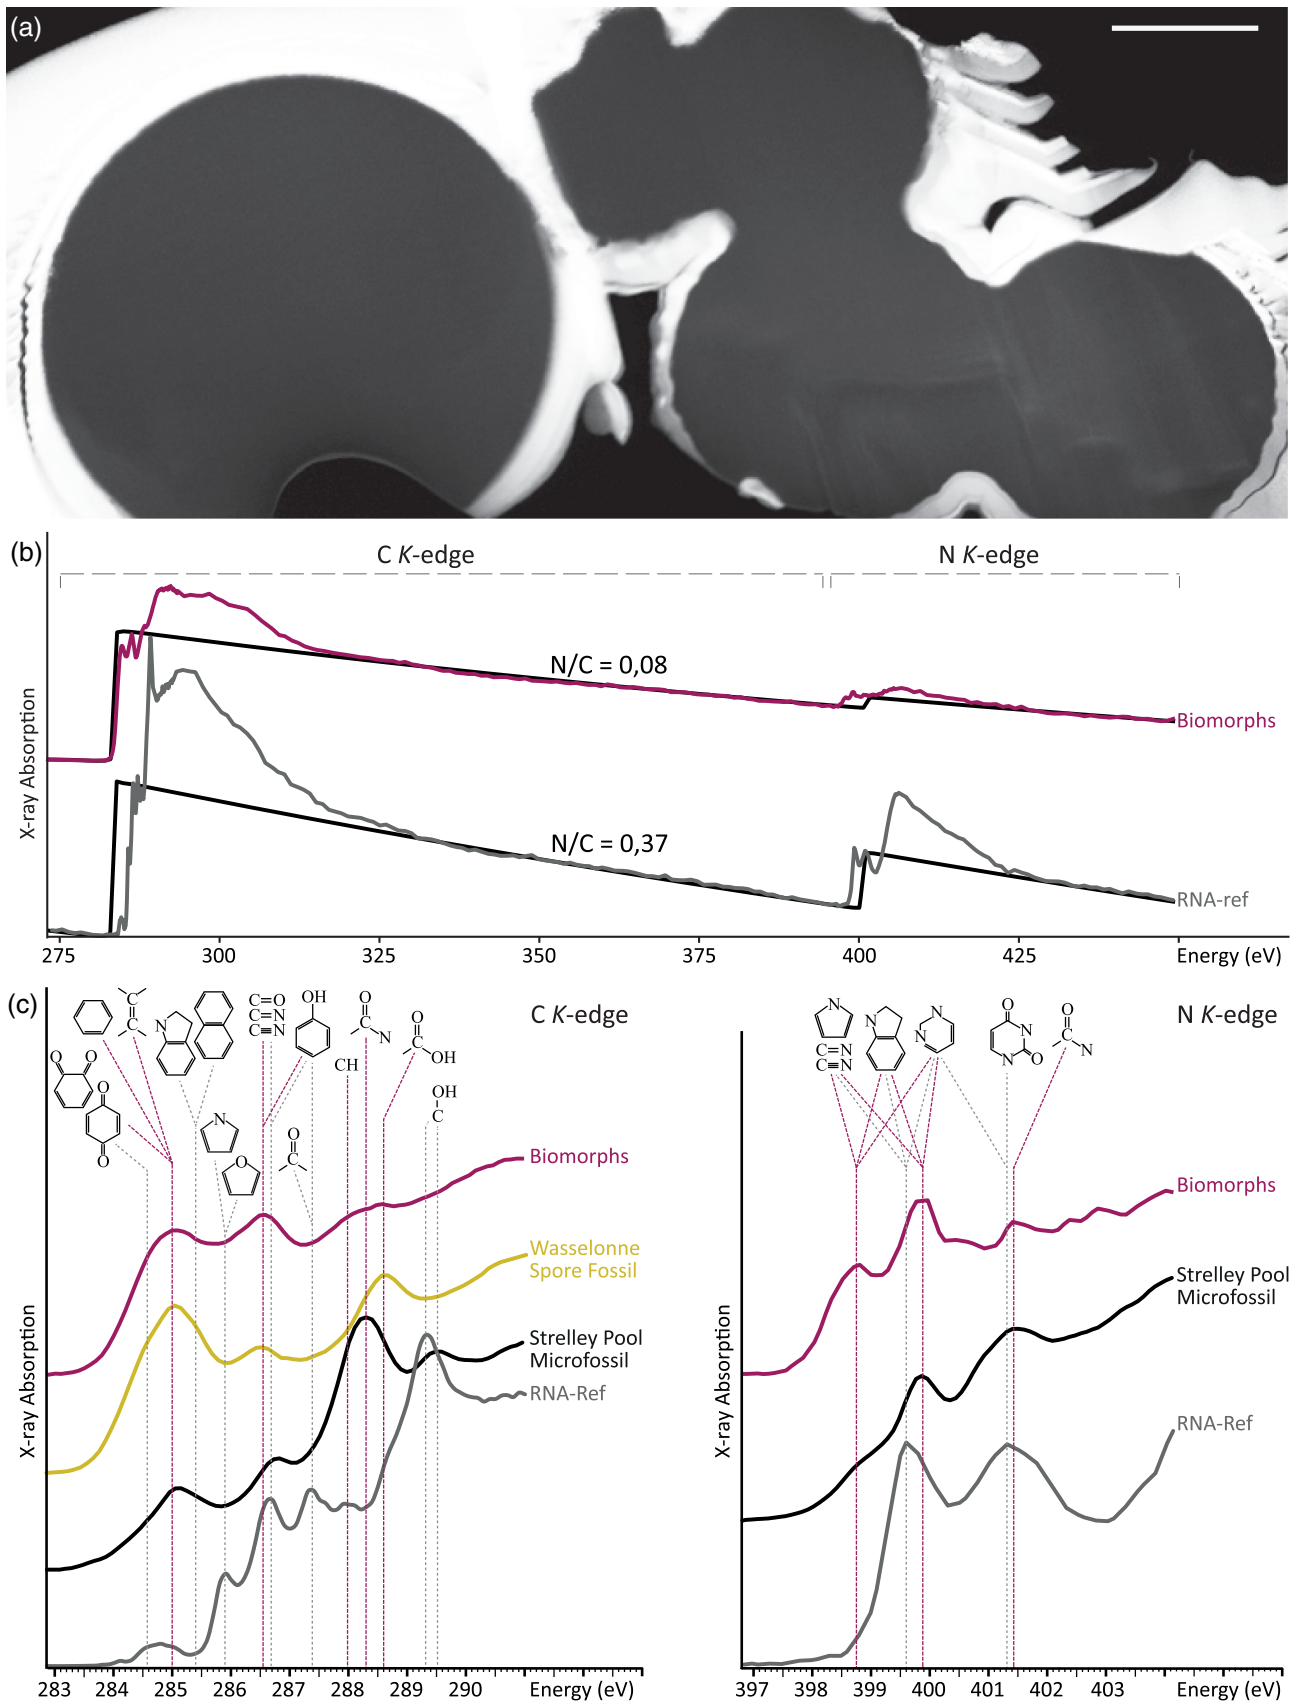 (a)
(b)
C K-edge
N K-edge
N/C = 0,08
Biomorphs
N/C = 0,37
RNA-ref
X-ray Absorption
275 300 325 350 375 400 425 Energy (eV)
(c)
C K-edge
O O
O
O
N
C=O
C=N
C≡N
OH
O
N
O
OH
CH
OH
C
C
C
N
O
O
Biomorphs
Wasselonne
Spore Fossil
Strelley Pool
Microfossil
RNA-Ref
X-ray Absorption
283 284 285 286 287 288 289 290 Energy (eV)
N K-edge
N
C=N
C≡N
N
N
N
O
N
N
O
O
C
N
Biomorphs
Strelley Pool
Microfossil
RNA-Ref
X-ray Absorption
397 398 399 400 401 402 403 Energy (eV)